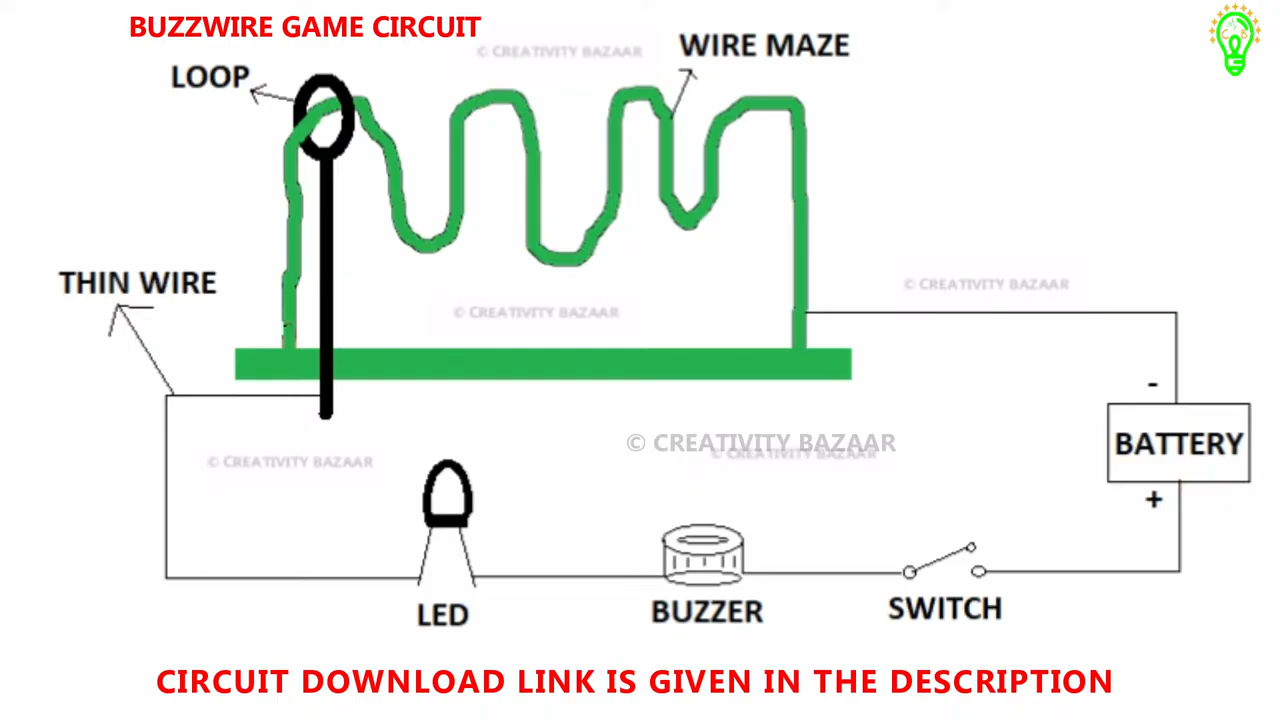 BUZZWIRE GAME CIRCUIT
© CREATIVITY BAZAAR
WIRE MAZE
LOOP
THIN WIRE
© CREATIVITY BAZAAR
© CREATIVITY BAZAAR
-
BATTERY
+
© CREATIVITY BAZAAR
© CREATIVITY BAZAAR
© CREATIVITY BAZAAR
LED
BUZZER
SWITCH
CIRCUIT DOWNLOAD LINK IS GIVEN IN THE DESCRIPTION